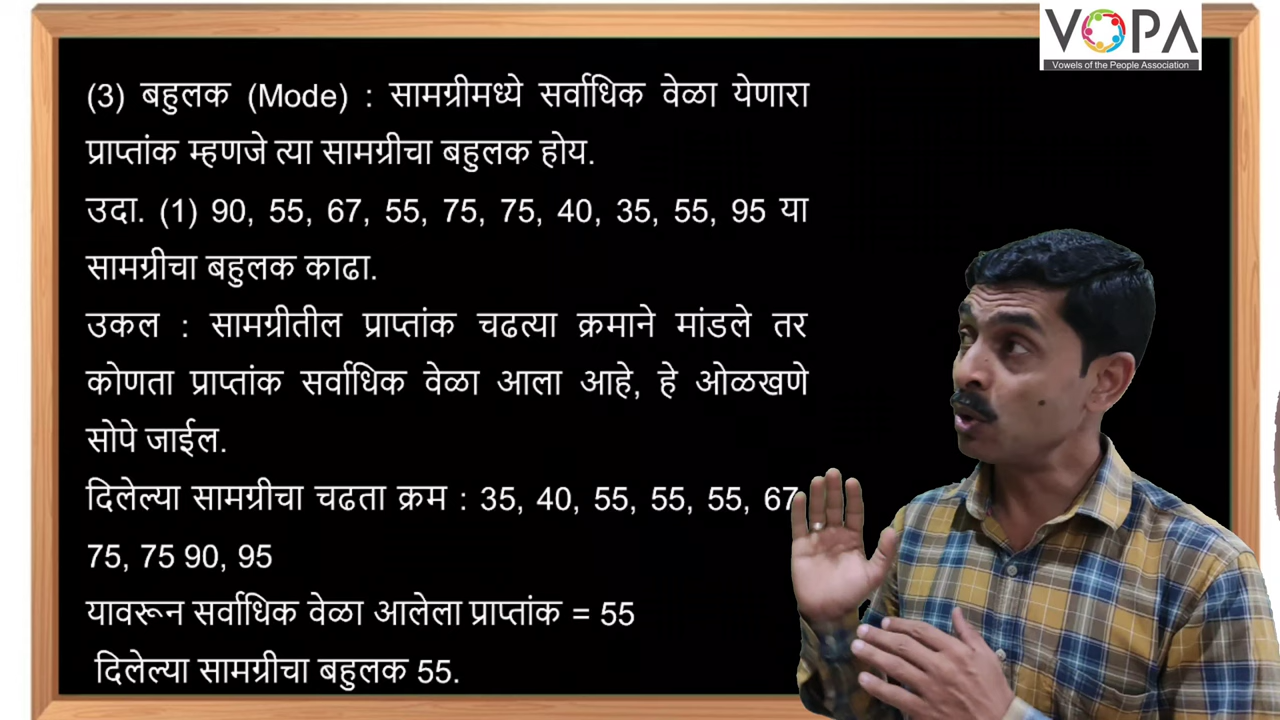 VOPA
Vowels of the People Association
(3) बहुलक (Mode) : सामग्रीमध्ये सर्वाधिक वेळा येणारा
प्राप्तांक म्हणजे त्या सामग्रीचा बहुलक होय.
उदा. (1) 90, 55, 67, 55, 75, 75, 40, 35, 55, 95 या
सामग्रीचा बहुलक काढा.
उकल : सामग्रीतील प्राप्तांक चढत्या क्रमाने मांडले तर
कोणता प्राप्तांक सर्वाधिक वेळा आला आहे, हे ओळखणे
सोपे जाईल.
दिलेल्या सामग्रीचा चढता क्रम : 35, 40, 55, 55, 55, 67,
75, 75 90, 95
यावरून सर्वाधिक वेळा आलेला प्राप्तांक = 55
दिलेल्या सामग्रीचा बहुलक 55.